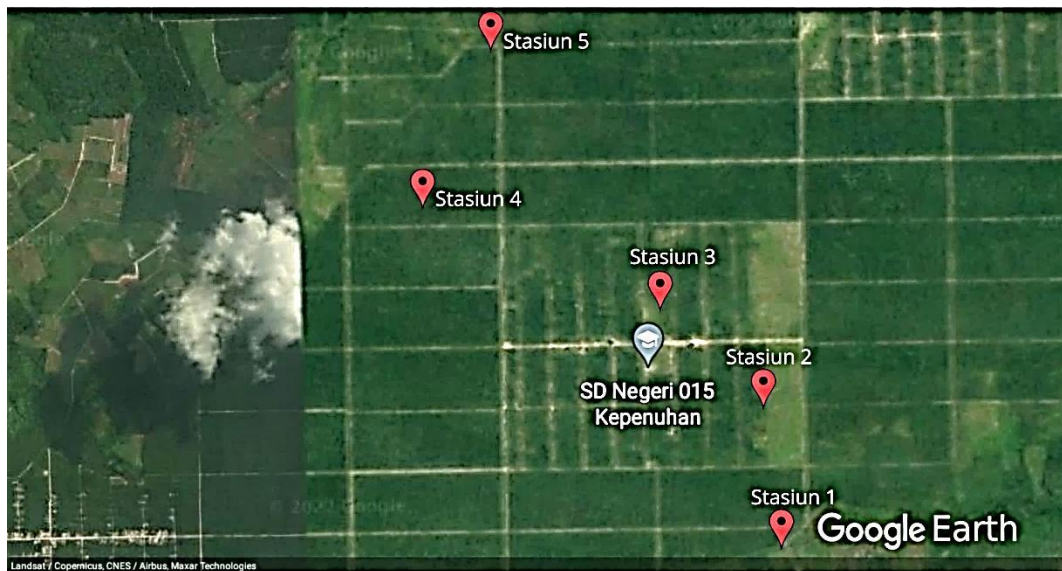 Stasiun 5
Stasiun 4
Stasiun 3
Stasiun 2
SD Negeri 015
Kepenuhan
Stasiun 1
Google Earth
Landsat / Copernicus, CNES / Airbus, Maxar Technologies